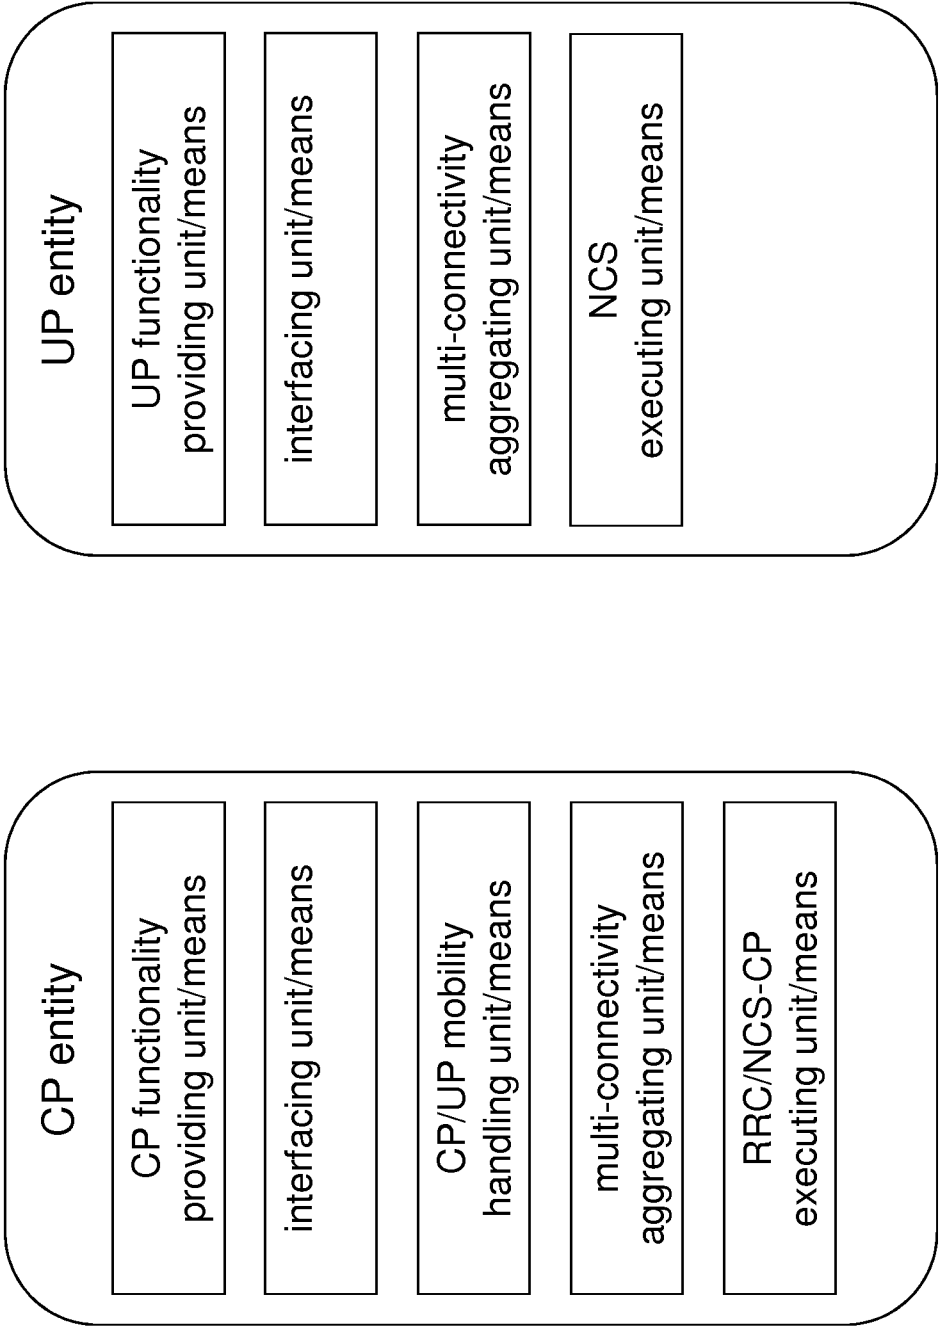 CP entity
CP functionality
providing unit/means
interfacing unit/means
CP/UP mobility
handling unit/means
multi-connectivity
aggregating unit/means
RRC/NCS-CP
executing unit/means
UP entity
UP functionality
providing unit/means
interfacing unit/means
multi-connectivity
aggregating unit/means
NCS
executing unit/means